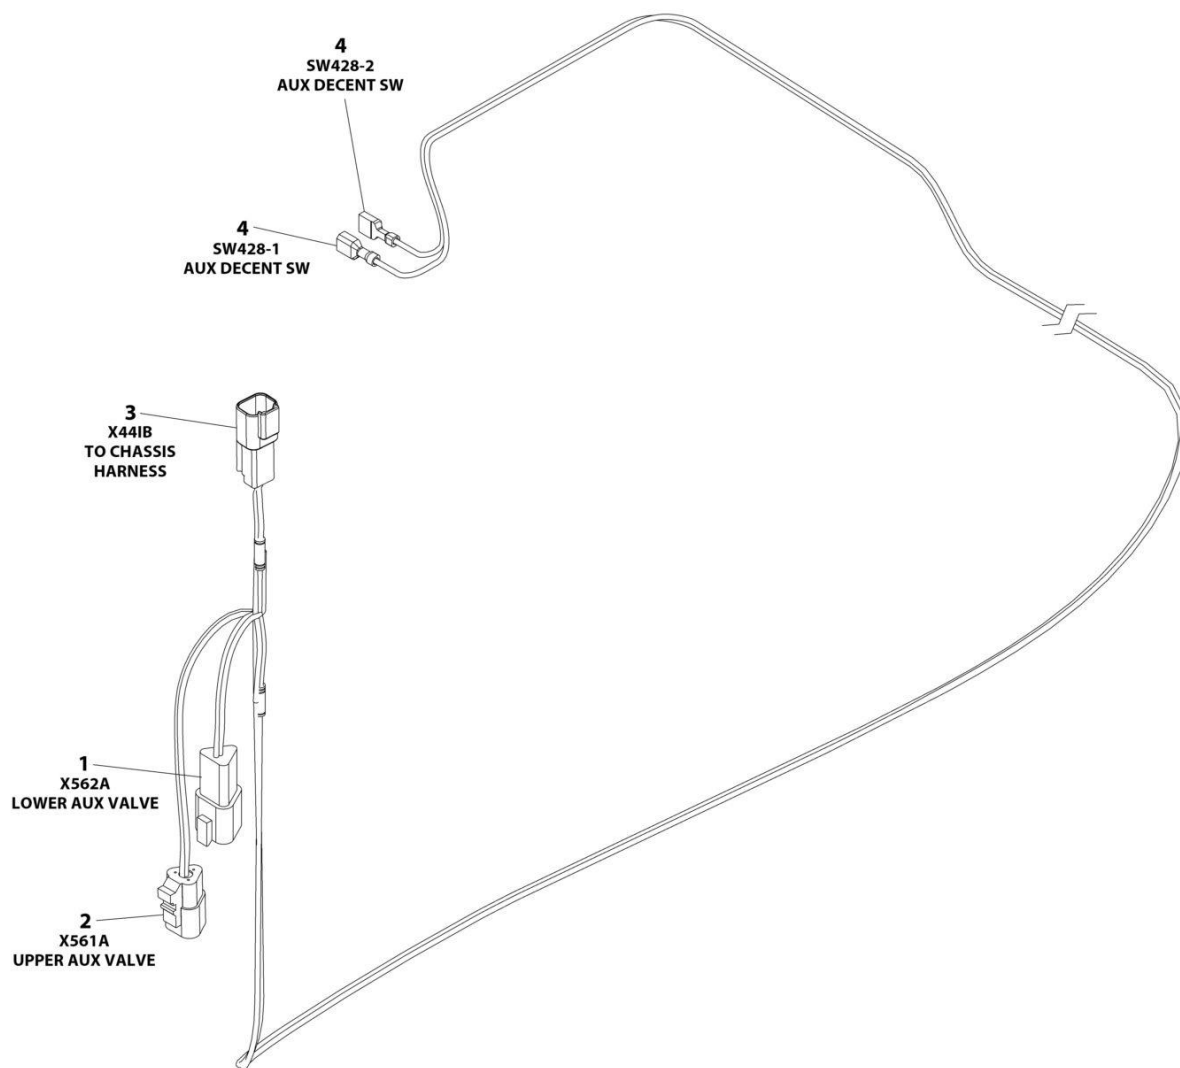 4
SW428-2
AUX DECENT SW
4
SW428-1
AUX DECENT SW
3
X44IB
TO CHASSIS
HARNESS
1
X562A
LOWER AUX VALVE
2
X561A
UPPER AUX VALVE